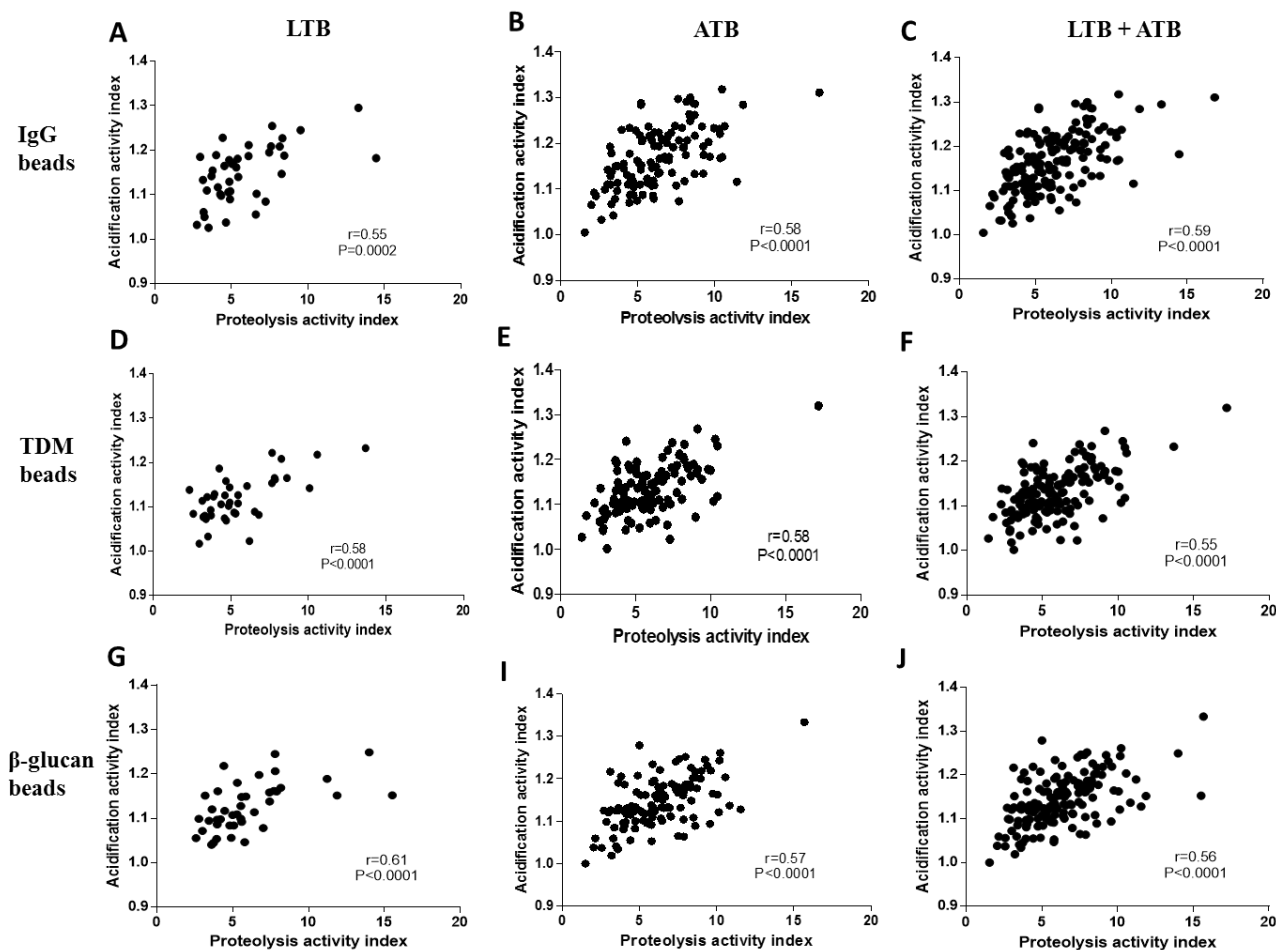 LTB
ATB
LTB + ATB
IgG
beads
A
Acidification activity index
1.4
1.3
1.2
1.1
1.0
0.9
0
5
10
15
20
Proteolysis activity index
r=0.55
P=0.0002
B
Acidification activity index
1.4
1.3
1.2
1.1
1.0
0.9
0
5
10
15
20
Proteolysis activity index
r=0.58
P<0.0001
C
Acidification activity index
1.4
1.3
1.2
1.1
1.0
0.9
0
5
10
15
20
Proteolysis activity index
r=0.59
P<0.0001
TDM
beads
D
Acidification activity index
1.4
1.3
1.2
1.1
1.0
0.9
0
5
10
15
20
Proteolysis activity index
r=0.58
P<0.0001
E
Acidification activity index
1.4
1.3
1.2
1.1
1.0
0.9
0
5
10
15
20
Proteolysis activity index
r=0.58
P<0.0001
F
Acidification activity index
1.4
1.3
1.2
1.1
1.0
0.9
0
5
10
15
20
Proteolysis activity index
r=0.55
P<0.0001
β-glucan
beads
G
Acidification activity index
1.4
1.3
1.2
1.1
1.0
0.9
0
5
10
15
20
Proteolysis activity index
r=0.61
P<0.0001
I
Acidification activity index
1.4
1.3
1.2
1.1
1.0
0.9
0
5
10
15
20
Proteolysis activity index
r=0.57
P<0.0001
J
Acidification activity index
1.4
1.3
1.2
1.1
1.0
0.9
0
5
10
15
20
Proteolysis activity index
r=0.56
P<0.0001